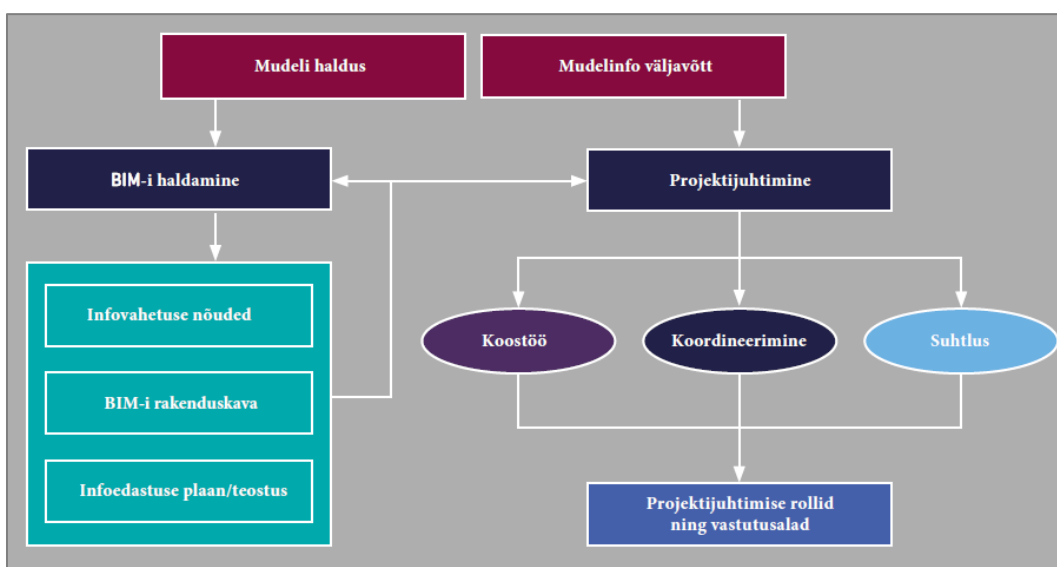 Mudeli haldus
Mudelinfo väljavõtt
BIM-i haldamine
Projektijuhtimine
Infovahetuse nõuded
BIM-i rakenduskava
Infoedastuse plaan/teostus
Koostöö
Koordineerimine
Suhtlus
Projektijuhtimise rollid
ning vastutusalad